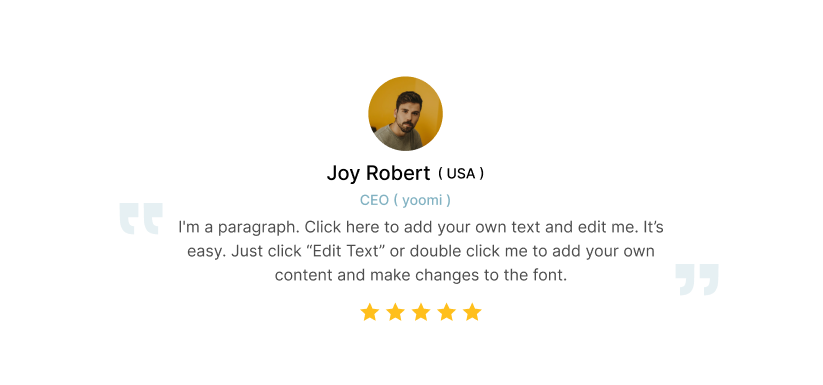 Joy Robert ( USA )
CEO ( yoomi )
I'm a paragraph. Click here to add your own text and edit me. It’s
easy. Just click “Edit Text” or double click me to add your own
content and make changes to the font.